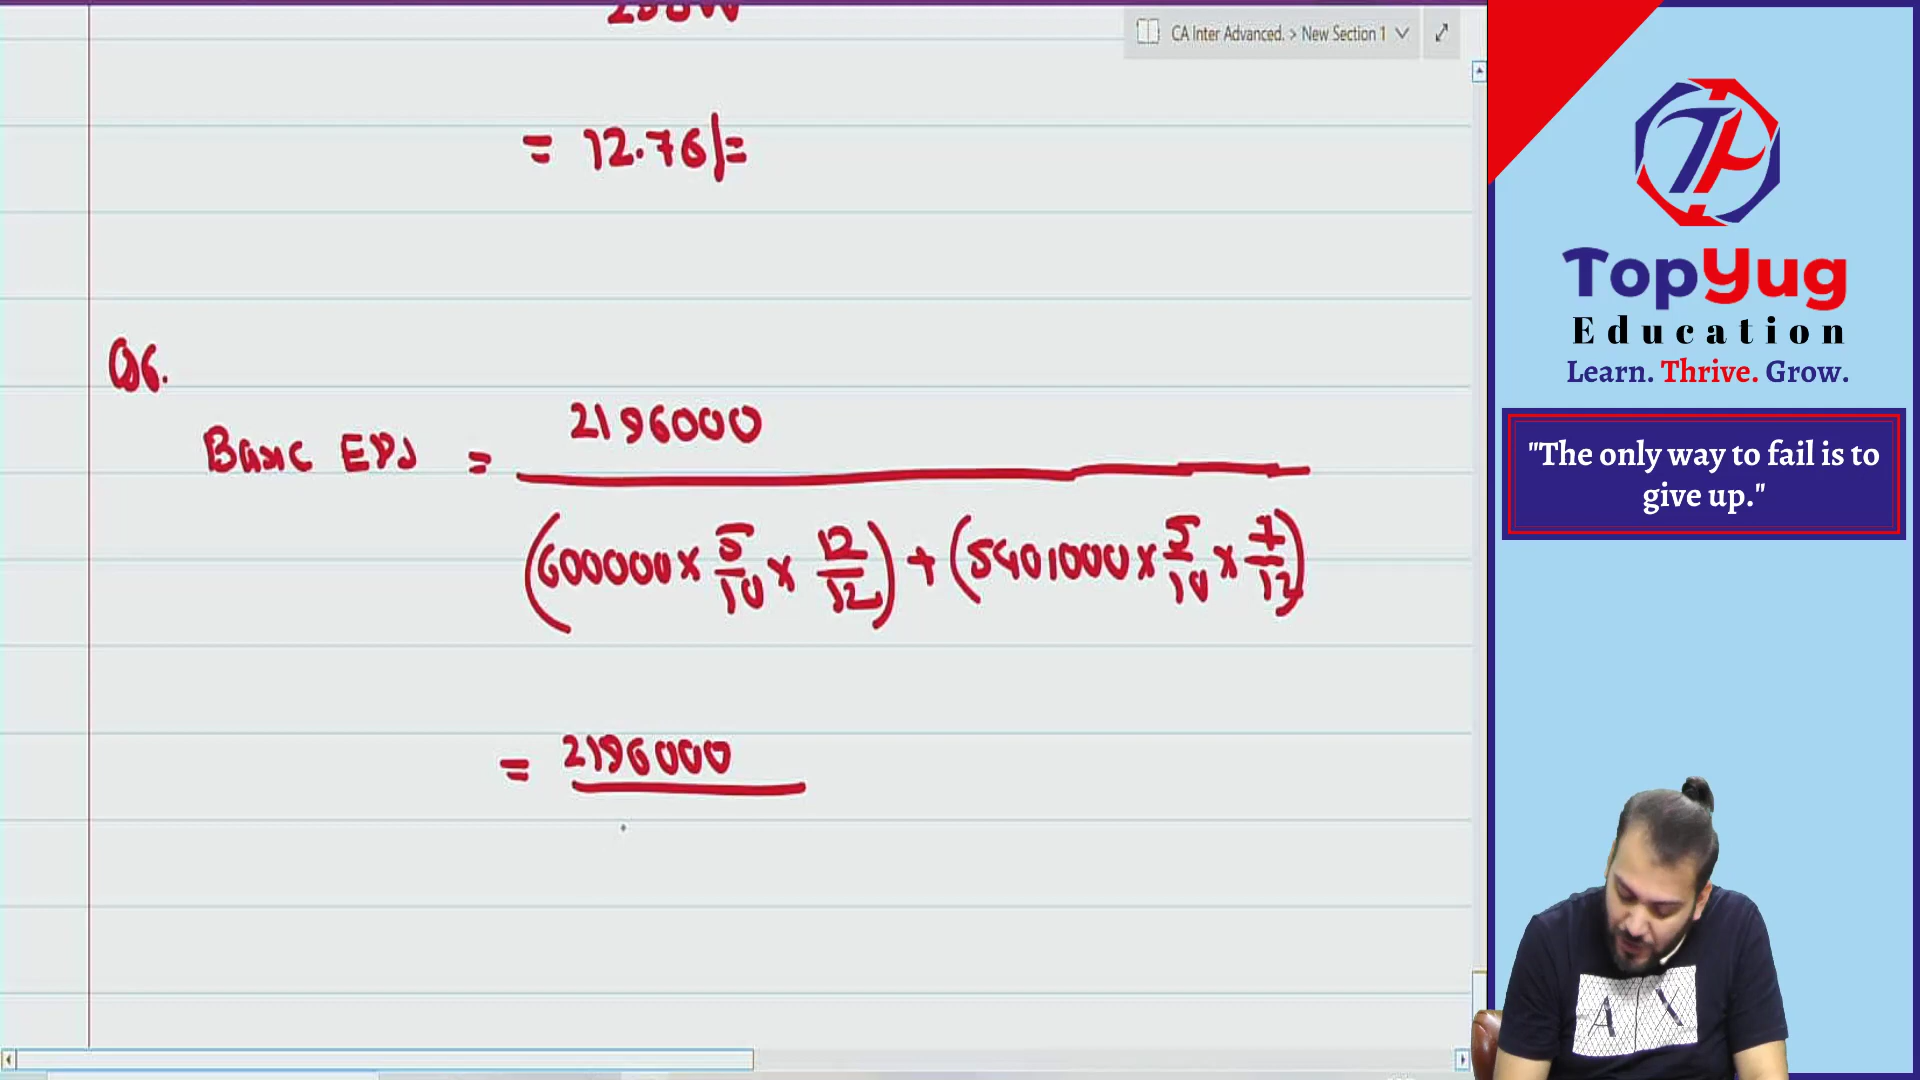 CA Inter Advanced. > New Section 1
= 12.76/=
Q6.
Basic EPS = 2196000
(600000 x 5/10 x 12/12) + (5401000 x 5/10 x 7/12)
= 2196000
TopYug
Education
Learn. Thrive. Grow.
"The only way to fail is to
give up."
A X